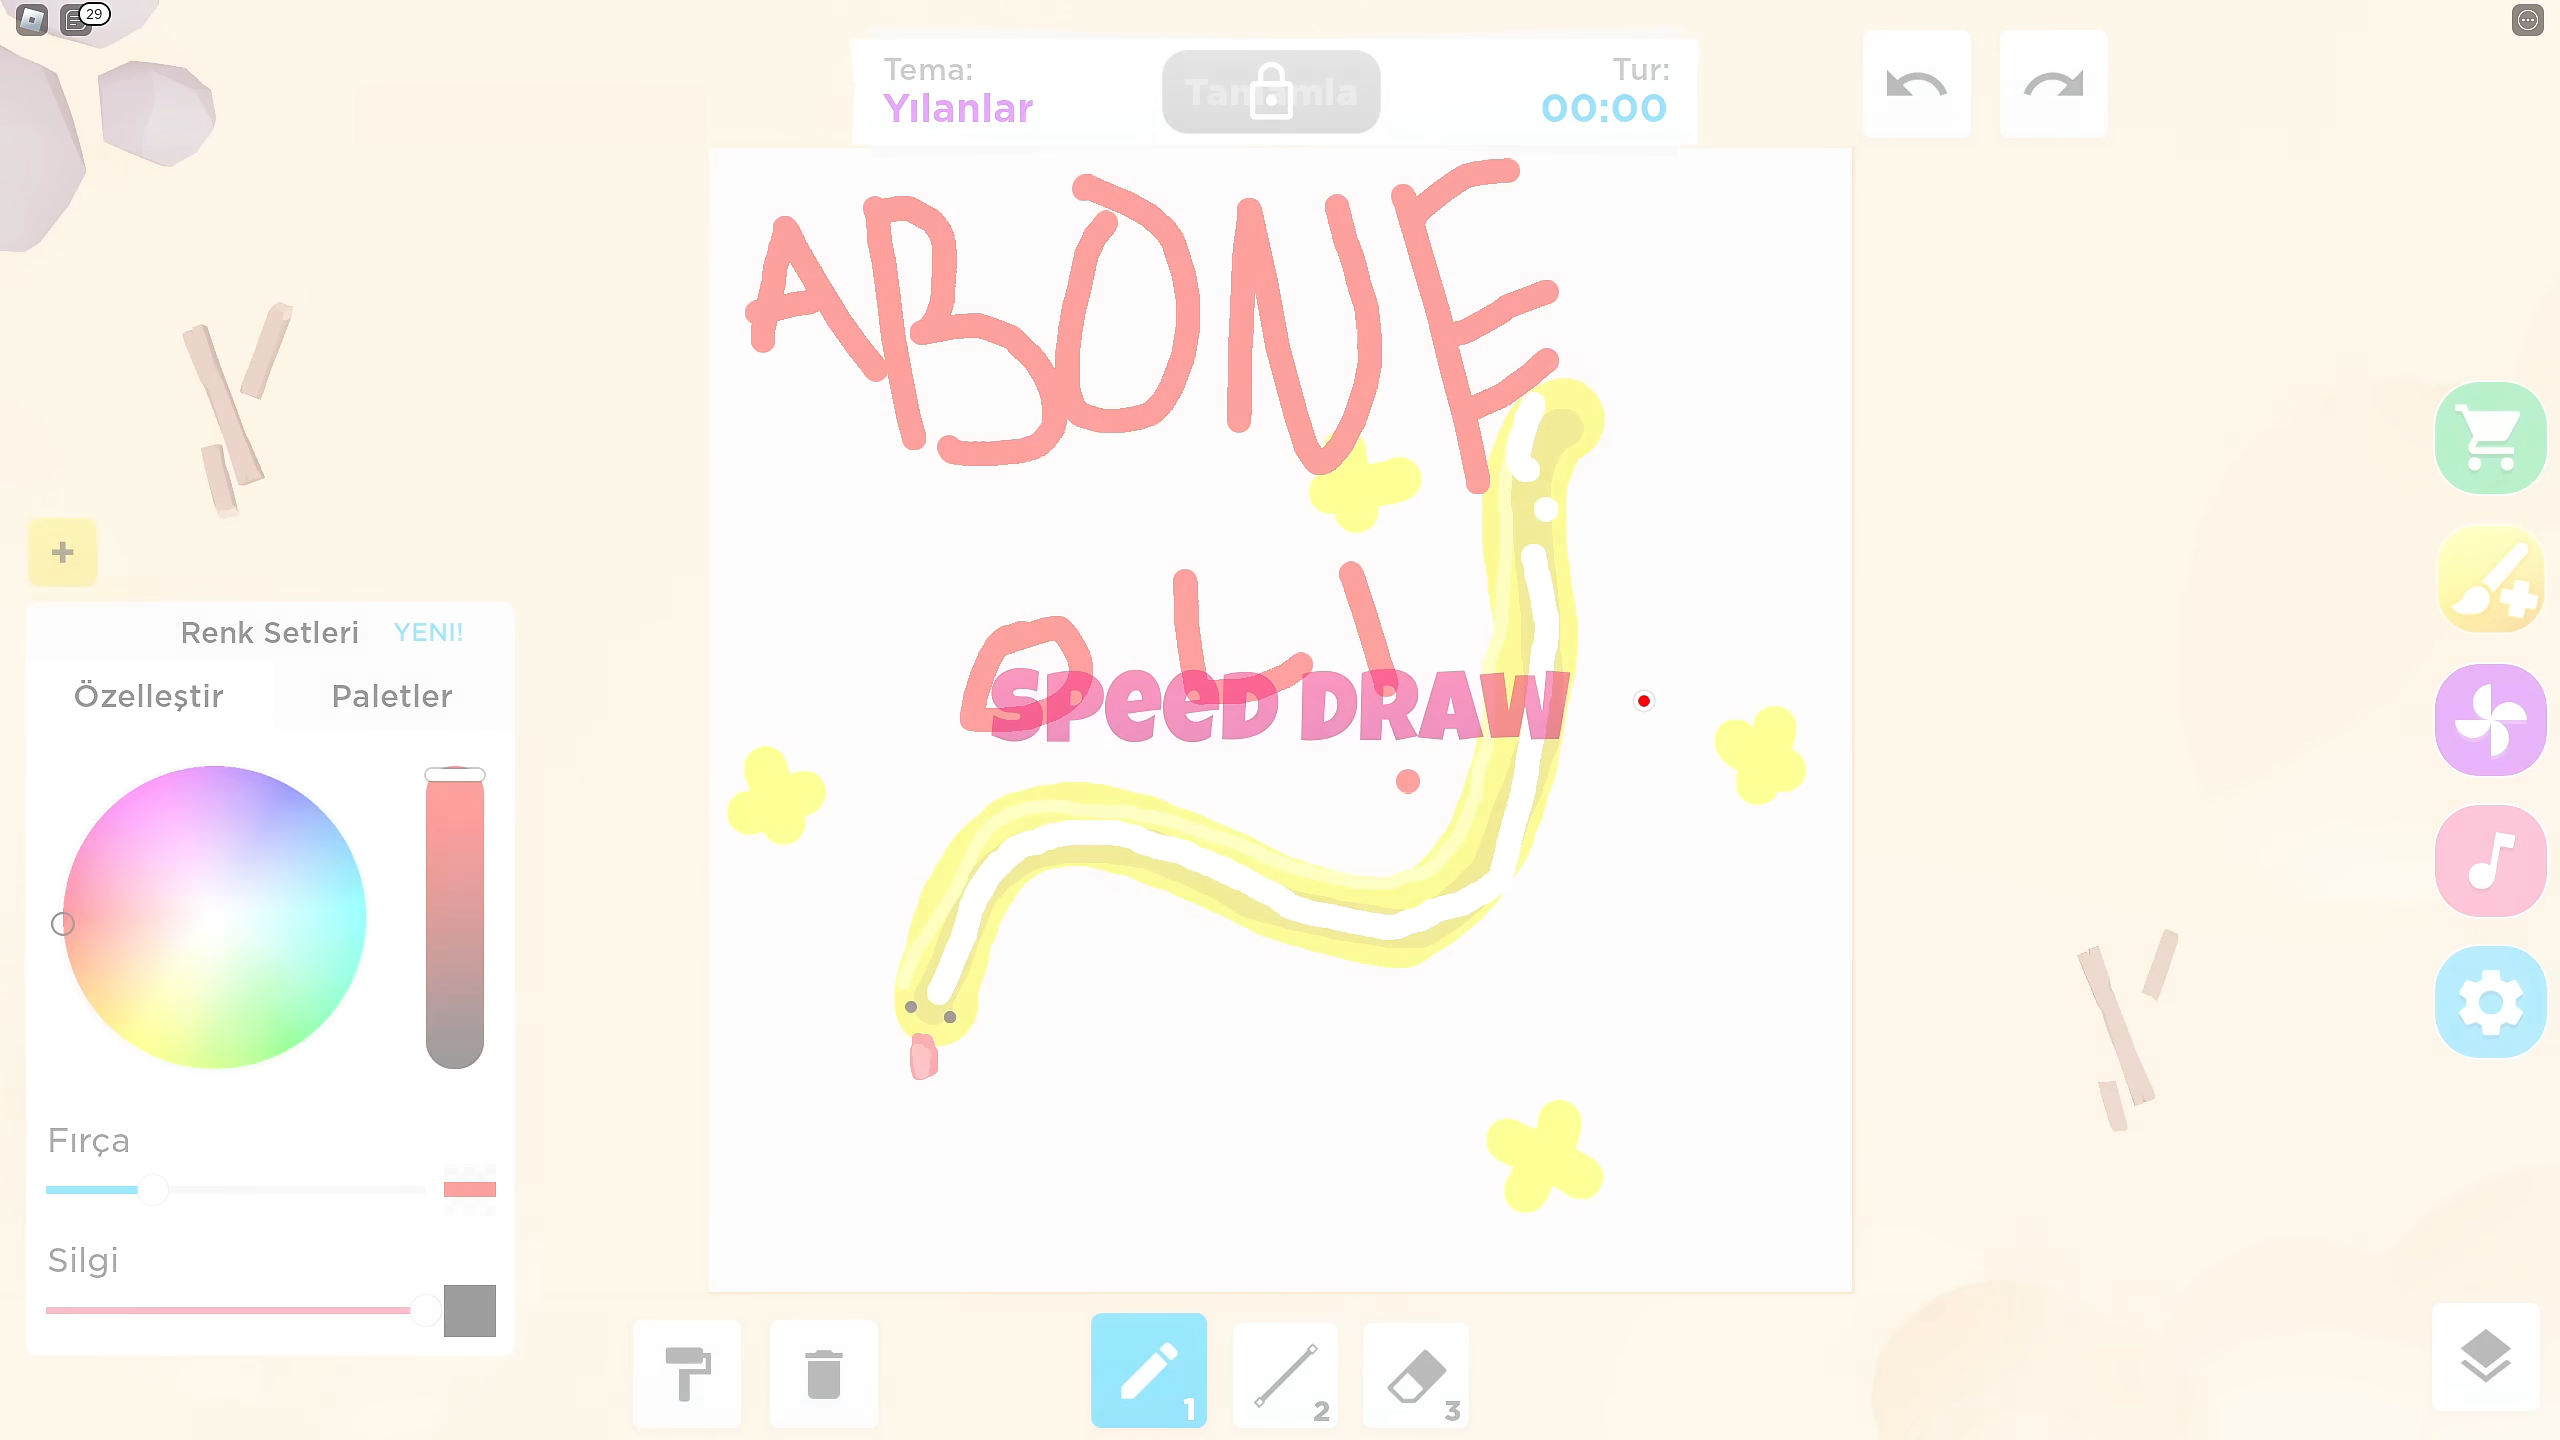 29
Tema:
Yılanlar
Tamamla
Tur:
00:00
ABONE
OL!
SPEED DRAW
+
Renk Setleri YENI!
Özelleştir Paletler
Fırça
Silgi
1
2
3